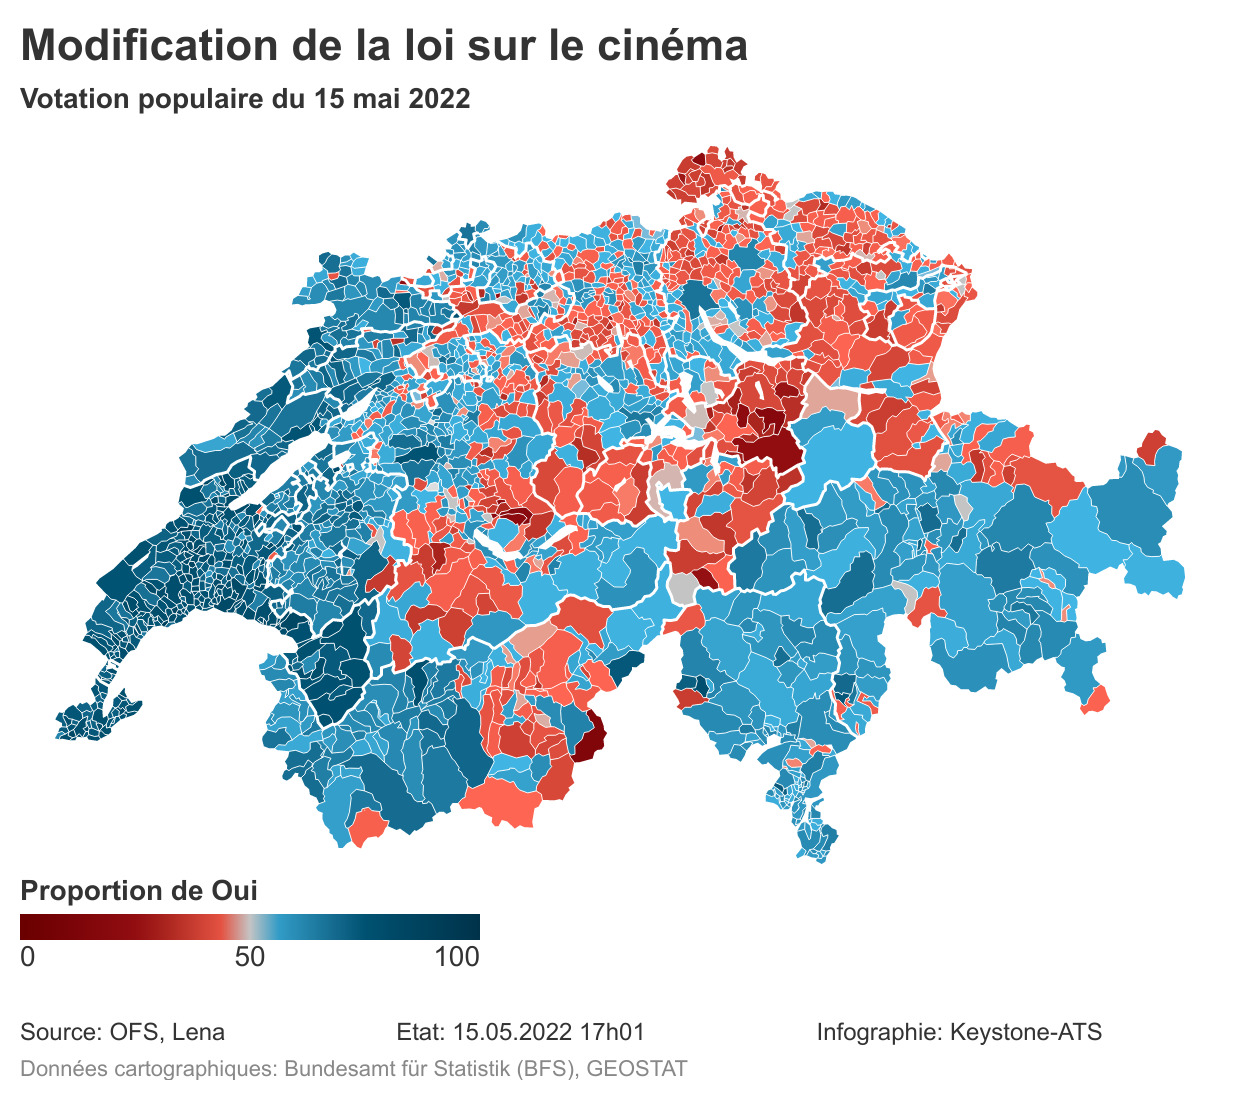 Modification de la loi sur le cinéma
Votation populaire du 15 mai 2022
Proportion de Oui
0 50 100
Source: OFS, Lena Etat: 15.05.2022 17h01 Infographie: Keystone-ATS
Données cartographiques: Bundesamt für Statistik (BFS), GEOSTAT